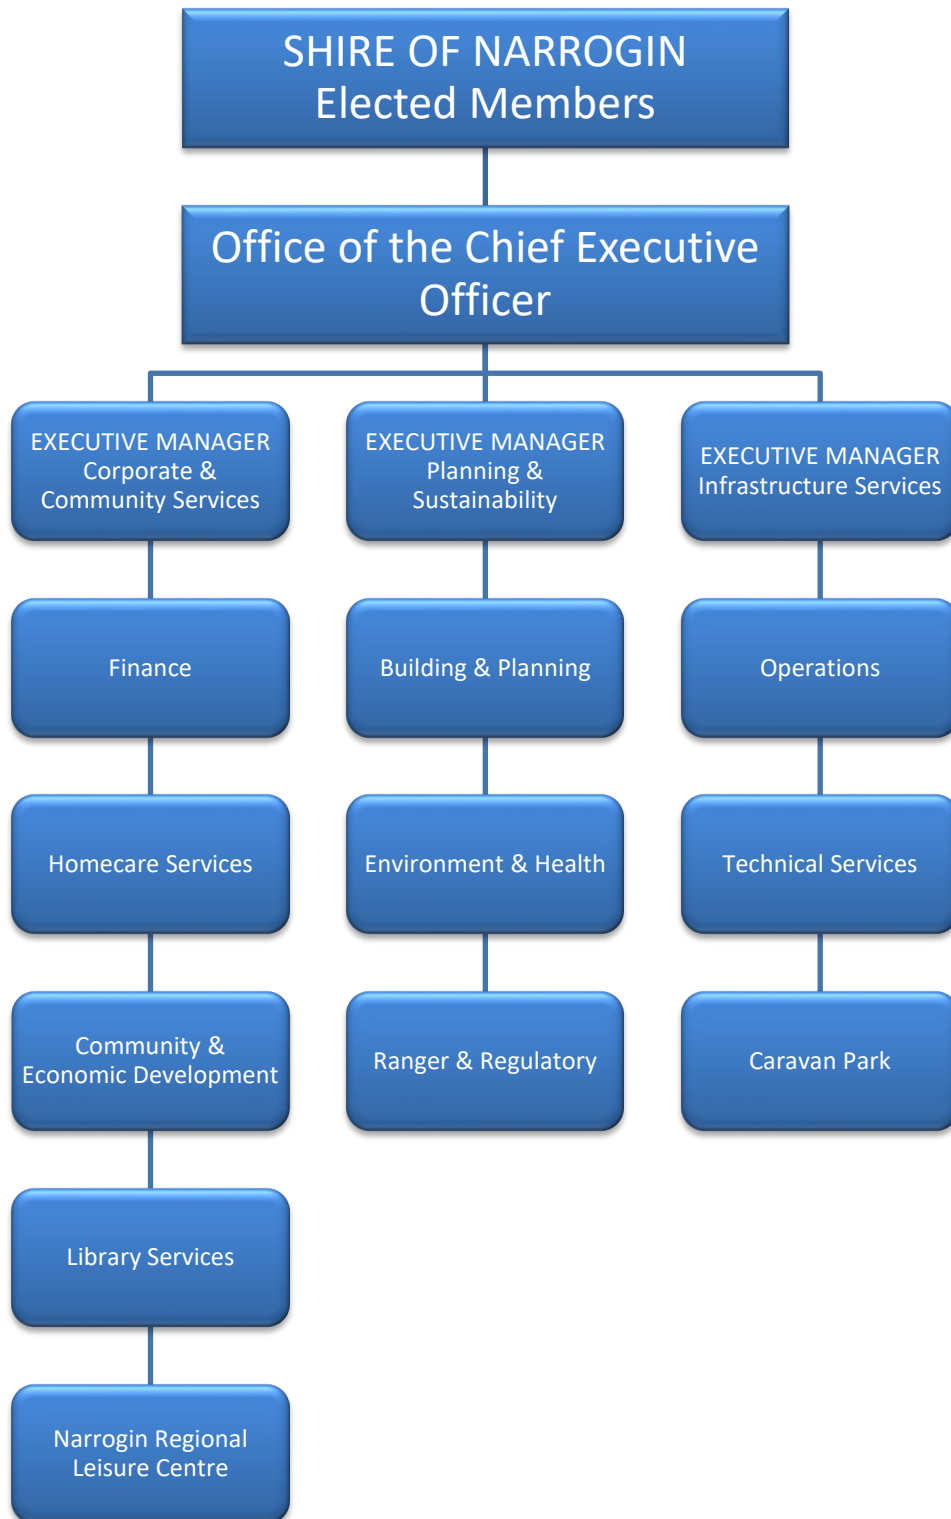 SHIRE OF NARROGIN
Elected Members
Office of the Chief Executive
Officer
EXECUTIVE MANAGER
Corporate &
Community Services
Finance
Homecare Services
Community &
Economic Development
Library Services
Narrogin Regional
Leisure Centre
EXECUTIVE MANAGER
Planning &
Sustainability
Building & Planning
Environment & Health
Ranger & Regulatory
EXECUTIVE MANAGER
Infrastructure Services
Operations
Technical Services
Caravan Park